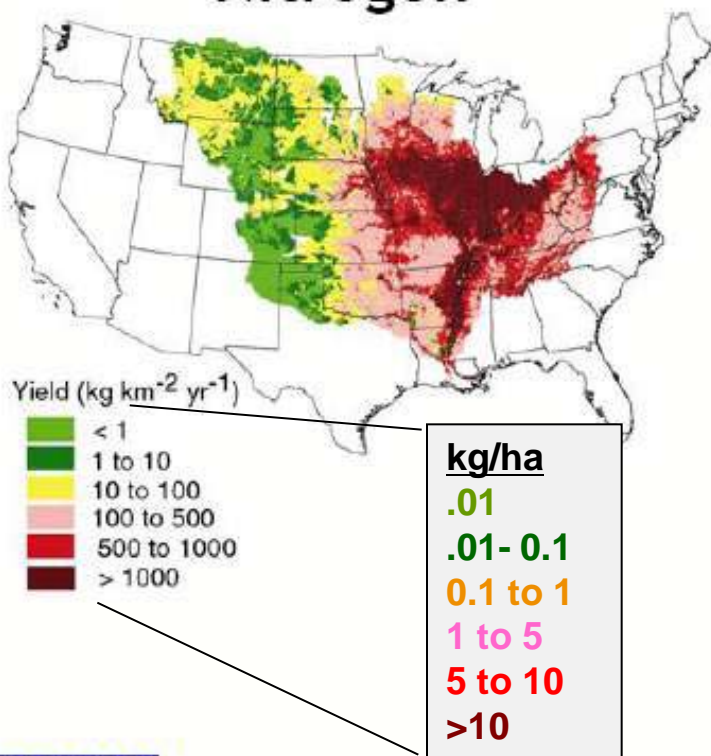 Nitrogen
Yield (kg km⁻² yr⁻¹)
< 1
1 to 10
10 to 100
100 to 500
500 to 1000
> 1000
kg/ha
.01
.01- 0.1
0.1 to 1
1 to 5
5 to 10
>10